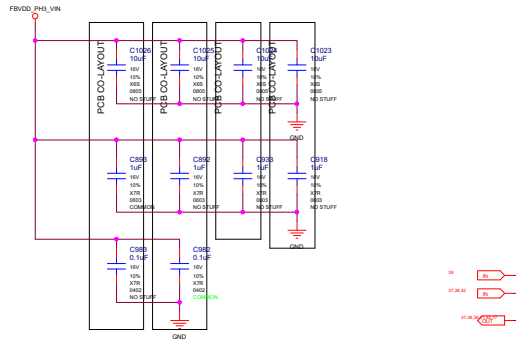 FBVDD_PH3_VIN
PCB CO-LAYOUT
C1026
10uF
16V
10%
X6S
0805
NO STUFF
PCB CO-LAYOUT
C1025
10uF
16V
10%
X6S
0805
NO STUFF
PCB CO-LAYOUT
C1024
10uF
16V
10%
X6S
0805
NO STUFF
PCB CO-LAYOUT
C1023
10uF
16V
10%
X6S
0805
NO STUFF
GND
C893
1uF
16V
10%
X7R
0603
COMMON
C892
1uF
16V
10%
X7R
0603
NO STUFF
C933
1uF
16V
10%
X7R
0603
NO STUFF
C918
1uF
16V
10%
X7R
0603
NO STUFF
GND
C983
0.1uF
16V
10%
X7R
0402
NO STUFF
C982
0.1uF
16V
10%
X7R
0402
COMMON
GND
38
IN
37,38,42
IN
OUT